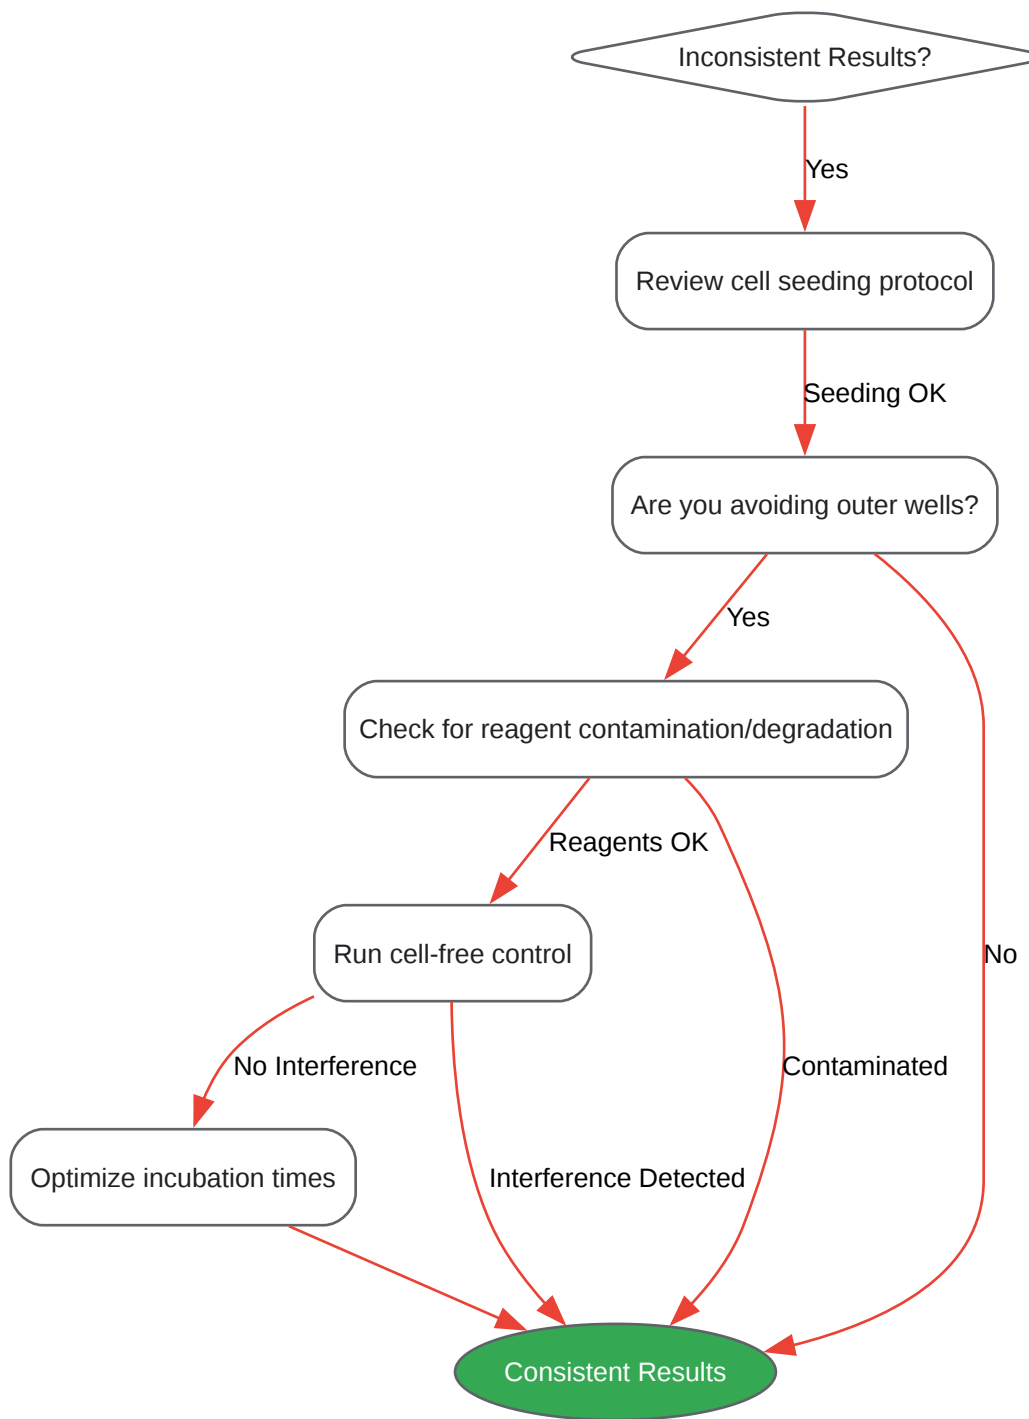 Inconsistent Results?
Yes
Review cell seeding protocol
Seeding OK
Are you avoiding outer wells?
Yes
Check for reagent contamination/degradation
Reagents OK
Run cell-free control
No
No Interference
Contaminated
Optimize incubation times
Interference Detected
Consistent Results